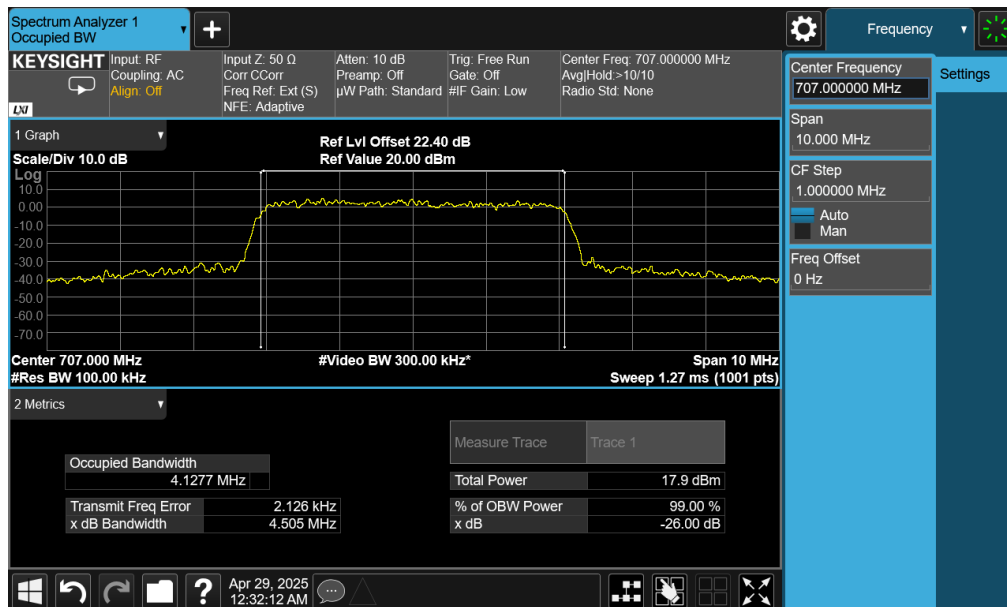 Spectrum Analyzer 1
Occupied BW
▼
+
Frequency
▼
KEYSIGHT
LXI
Input: RF
Coupling: AC
Align: Off
Input Z: 50 Ω
Corr CCorr
Freq Ref: Ext (S)
NFE: Adaptive
Atten: 10 dB
Preamp: Off
µW Path: Standard
Trig: Free Run
Gate: Off
#IF Gain: Low
Center Freq: 707.000000 MHz
Avg|Hold:>10/10
Radio Std: None
Center Frequency
707.000000 MHz
Span
10.000 MHz
CF Step
1.000000 MHz
Auto
Man
Freq Offset
0 Hz
Settings
1 Graph ▼
Scale/Div 10.0 dB
Ref Lvl Offset 22.40 dB
Ref Value 20.00 dBm
Log
10.0
0.00
-10.0
-20.0
-30.0
-40.0
-50.0
-60.0
-70.0
Center 707.000 MHz
#Video BW 300.00 kHz*
Span 10 MHz
#Res BW 100.00 kHz
Sweep 1.27 ms (1001 pts)
2 Metrics ▼
Measure Trace Trace 1
Occupied Bandwidth
4.1277 MHz
Total Power 17.9 dBm
Transmit Freq Error 2.126 kHz
% of OBW Power 99.00 %
x dB Bandwidth 4.505 MHz
x dB -26.00 dB
?
Apr 29, 2025
12:32:12 AM